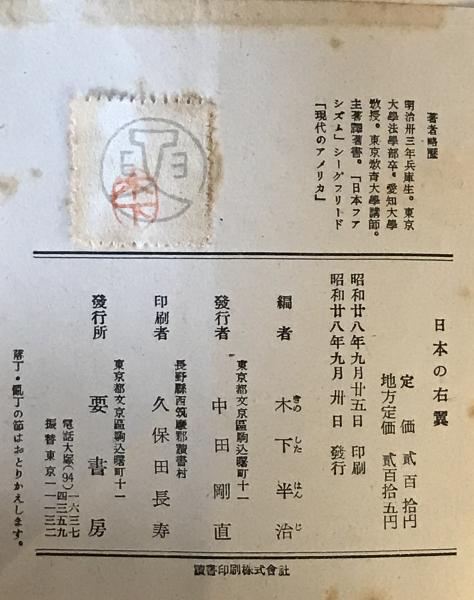 著者略歴
明治卅三年兵庫生。東京
大學法學部卒。愛知大學
敎授。東京敎育大學講師。
主著譯著書。「日本ファ
シズム」シーグフリード
「現代のアメリカ」
日本の右翼
定価 貳百拾円
地方定価 貳百拾五円
昭和廿八年九月廿五日 印刷
昭和廿八年九月 卅日 發行
編者 木下半治
きのしたはんじ
東京都文京區駒込曙町十一
發行者 中田剛直
長野縣西筑摩郡讀書村
印刷者 久保田長寿
東京都文京區駒込曙町十一
發行所 要書房
電話大塚(94)一六三七
四三五九
振替東京一一一三二
落丁・亂丁の節はおとりかえします。
讀書印刷株式會社